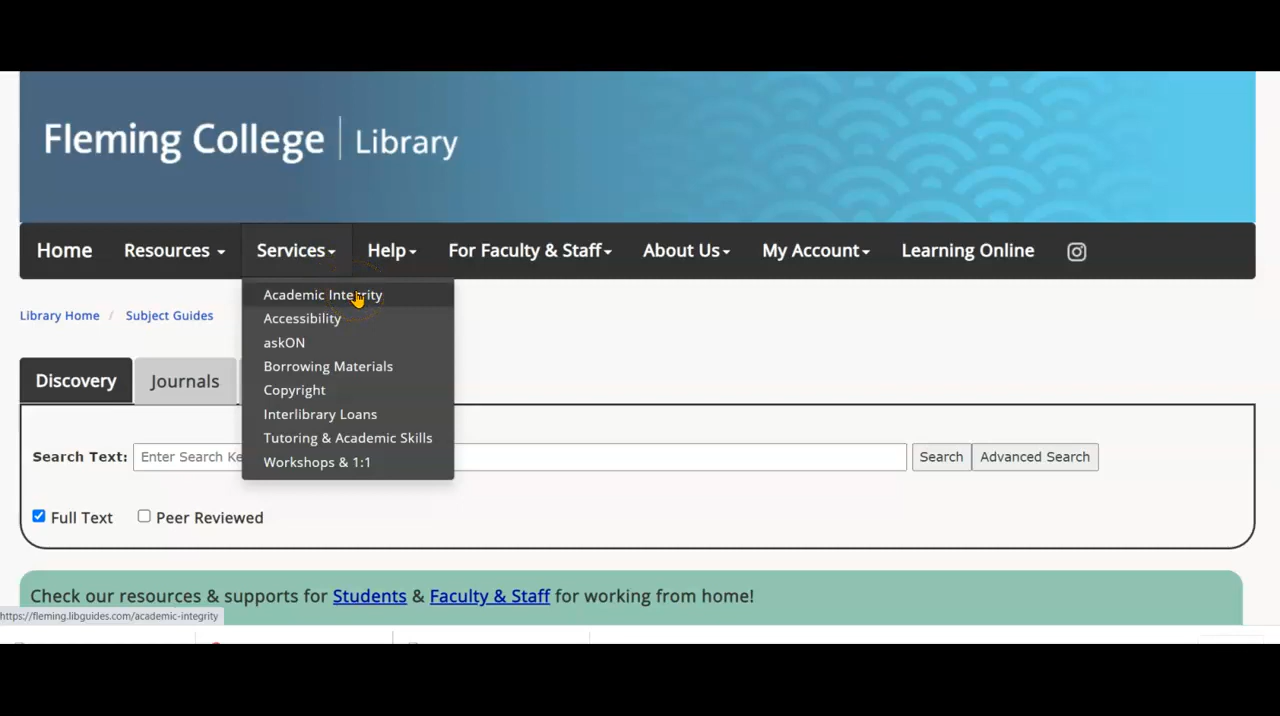 Fleming College | Library
Home Resources Services Help For Faculty & Staff About Us My Account Learning Online
Academic Integrity
Accessibility
askON
Borrowing Materials
Copyright
Interlibrary Loans
Tutoring & Academic Skills
Workshops & 1:1
Library Home / Subject Guides
Discovery Journals
Search Text: Enter Search Search Advanced Search
Full Text Peer Reviewed
Check our resources & supports for Students & Faculty & Staff for working from home!
https://fleming.libguides.com/academic-integrity